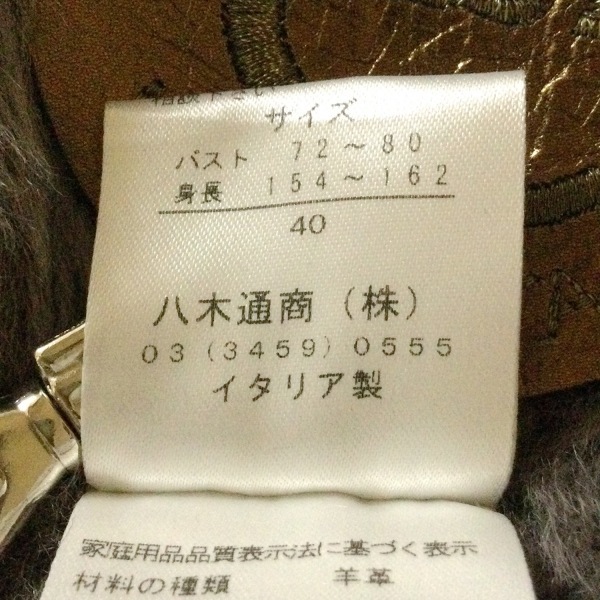 サイズ
バスト 72～80
身長 154～162
40
八木通商（株）
03（3459）0555
イタリア製
家庭用品品質表示法に基づく表示
材料の種類 羊革